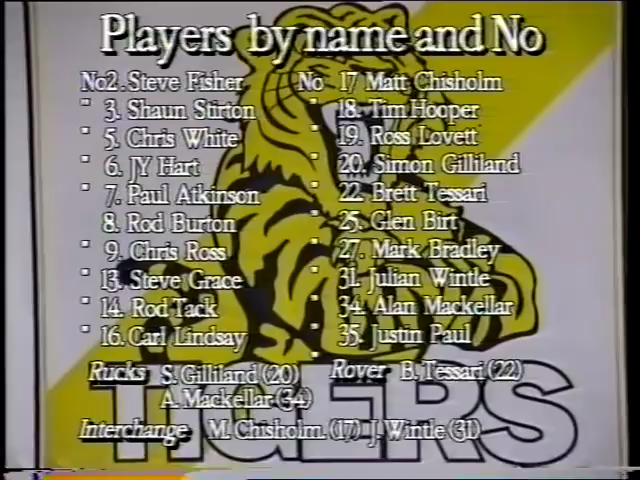 Players by name and No
No2. Steve Fisher
" 3. Shaun Stirton
" 5. Chris White
" 6. JY Hart
" 7. Paul Atkinson
8. Rod Burton
" 9. Chris Ross
" 13. Steve Grace
" 14. Rod Tack
" 16. Carl Lindsay
No 17 Matt Chisholm
" 18. Tim Hooper
" 19. Ross Lovett
" 20. Simon Gilliland
" 22. Brett Tessari
" 25. Glen Birt
" 27. Mark Bradley
" 31. Julian Wintle
" 34. Alan Mackellar
" 35. Justin Paul
Rucks S. Gilliland (20)
A. Mackellar (34)
Rover B. Tessari (22)
Interchange M. Chisholm. (17) J. Wintle (31)
TIGERS